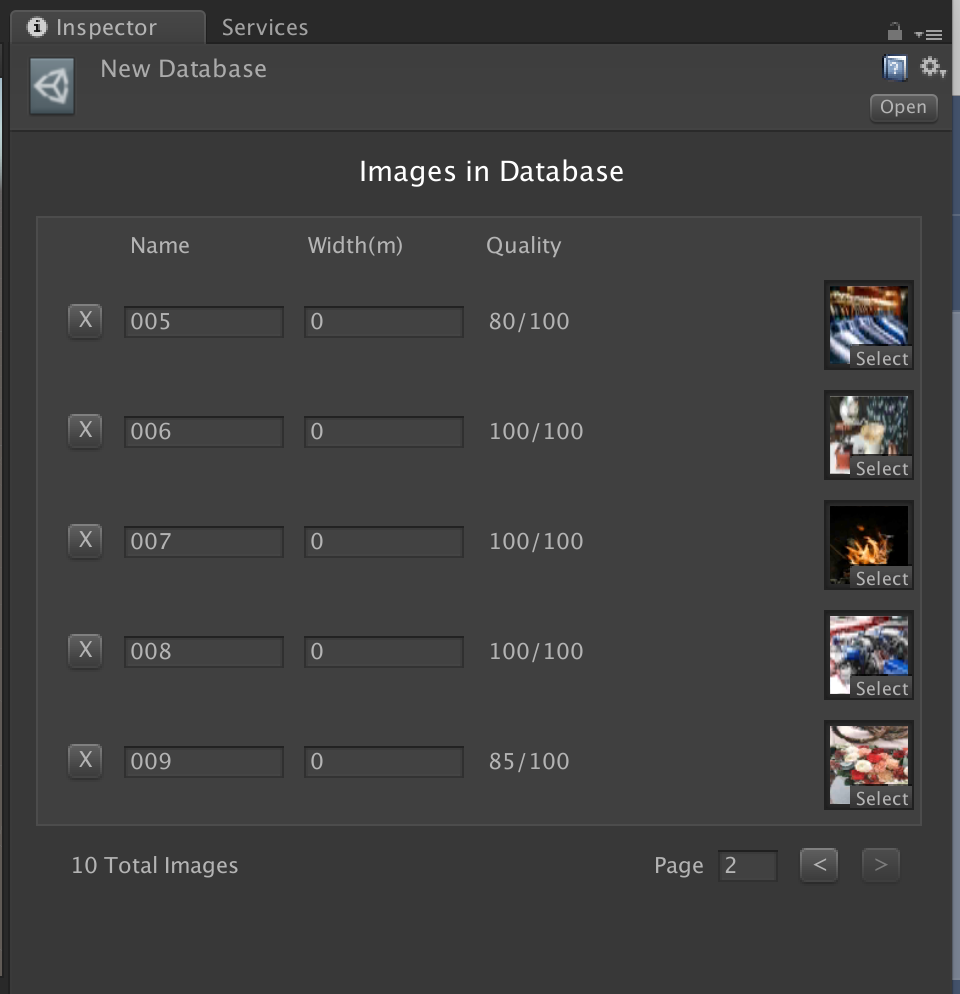 Inspector Services
New Database
Open
Images in Database
Name Width(m) Quality
X 005 0 80/100 Select
X 006 0 100/100 Select
X 007 0 100/100 Select
X 008 0 100/100 Select
X 009 0 85/100 Select
10 Total Images Page 2 < >